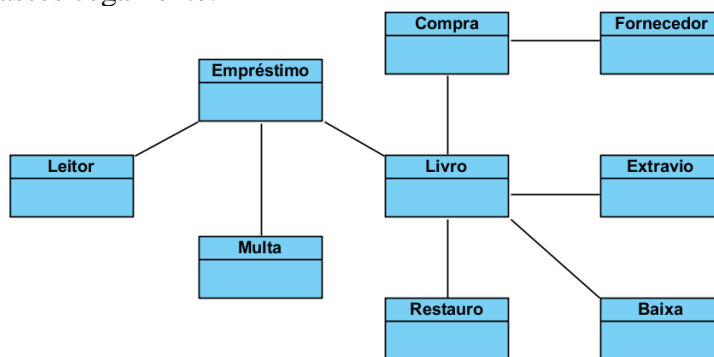 Compra
Fornecedor
Empréstimo
Leitor
Livro
Extravio
Multa
Restauro
Baixa